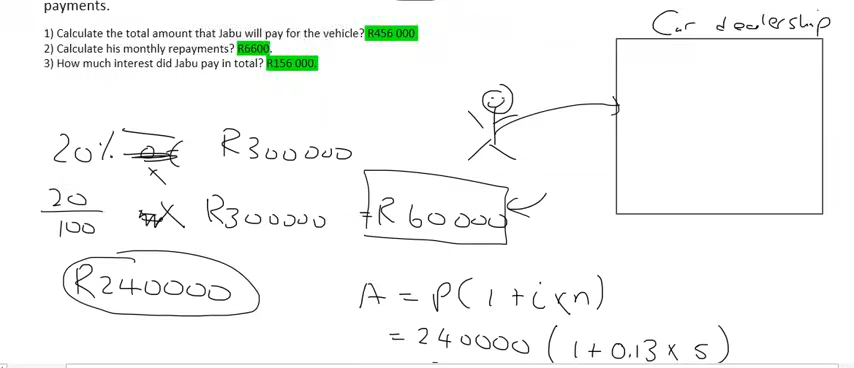 payments.
1) Calculate the total amount that Jabu will pay for the vehicle? R456 000
2) Calculate his monthly repayments? R6600.
3) How much interest did Jabu pay in total? R156 000.
Car dealership
20% of R300000
x
20/100 x R300000 = R60000
R240000
A = P(1+i×n)
= 240000 (1+0.13×5)